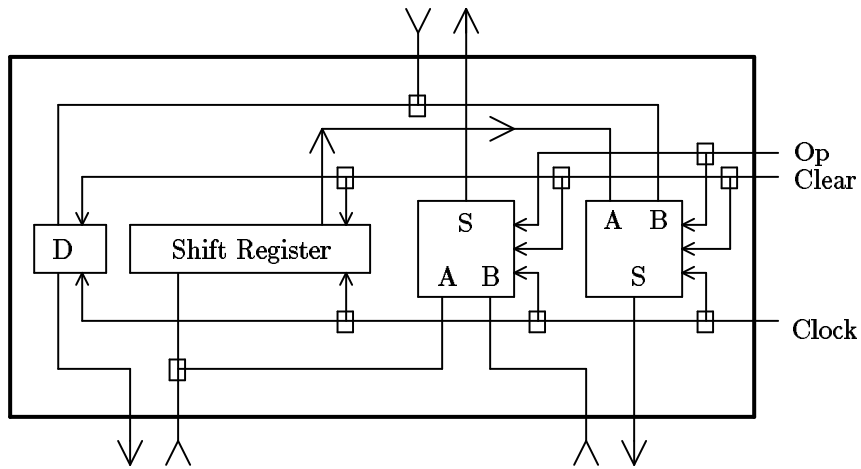 Op
Clear
S
A B
D
Shift Register
A B
S
Clock